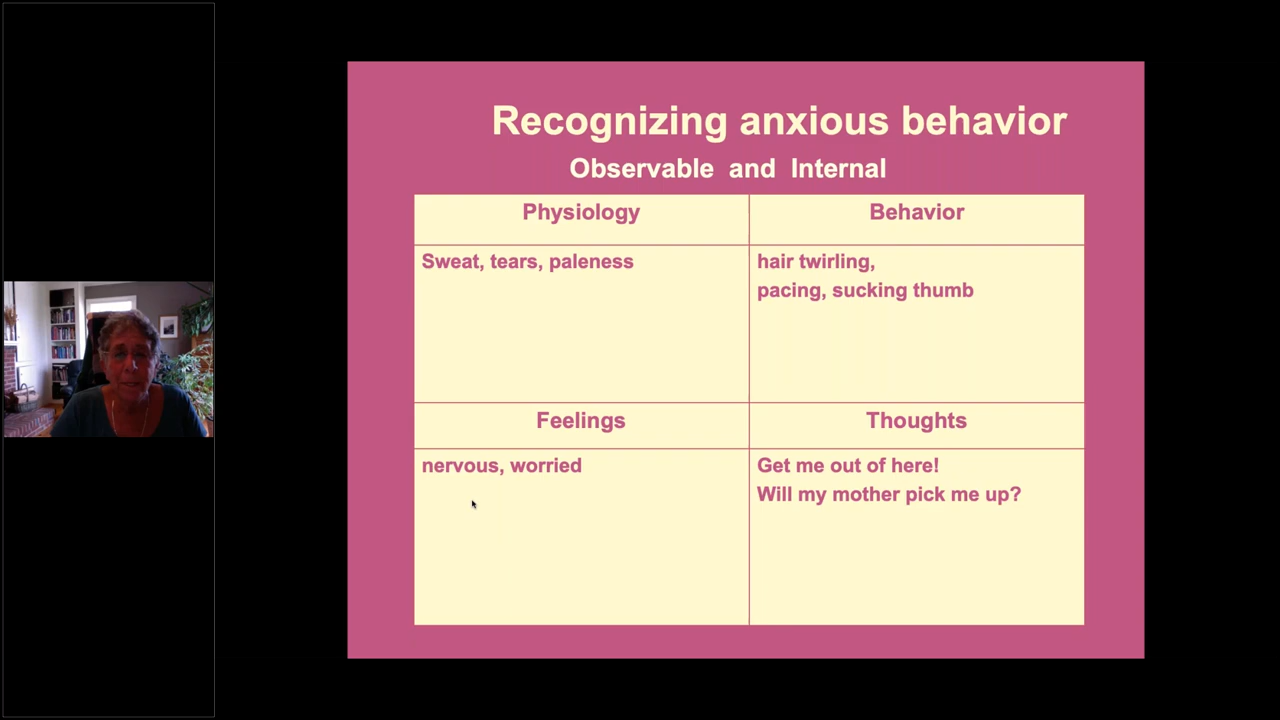 Recognizing anxious behavior
Observable and Internal
Physiology
Behavior
Sweat, tears, paleness
hair twirling,
pacing, sucking thumb
Feelings
Thoughts
nervous, worried
Get me out of here!
Will my mother pick me up?